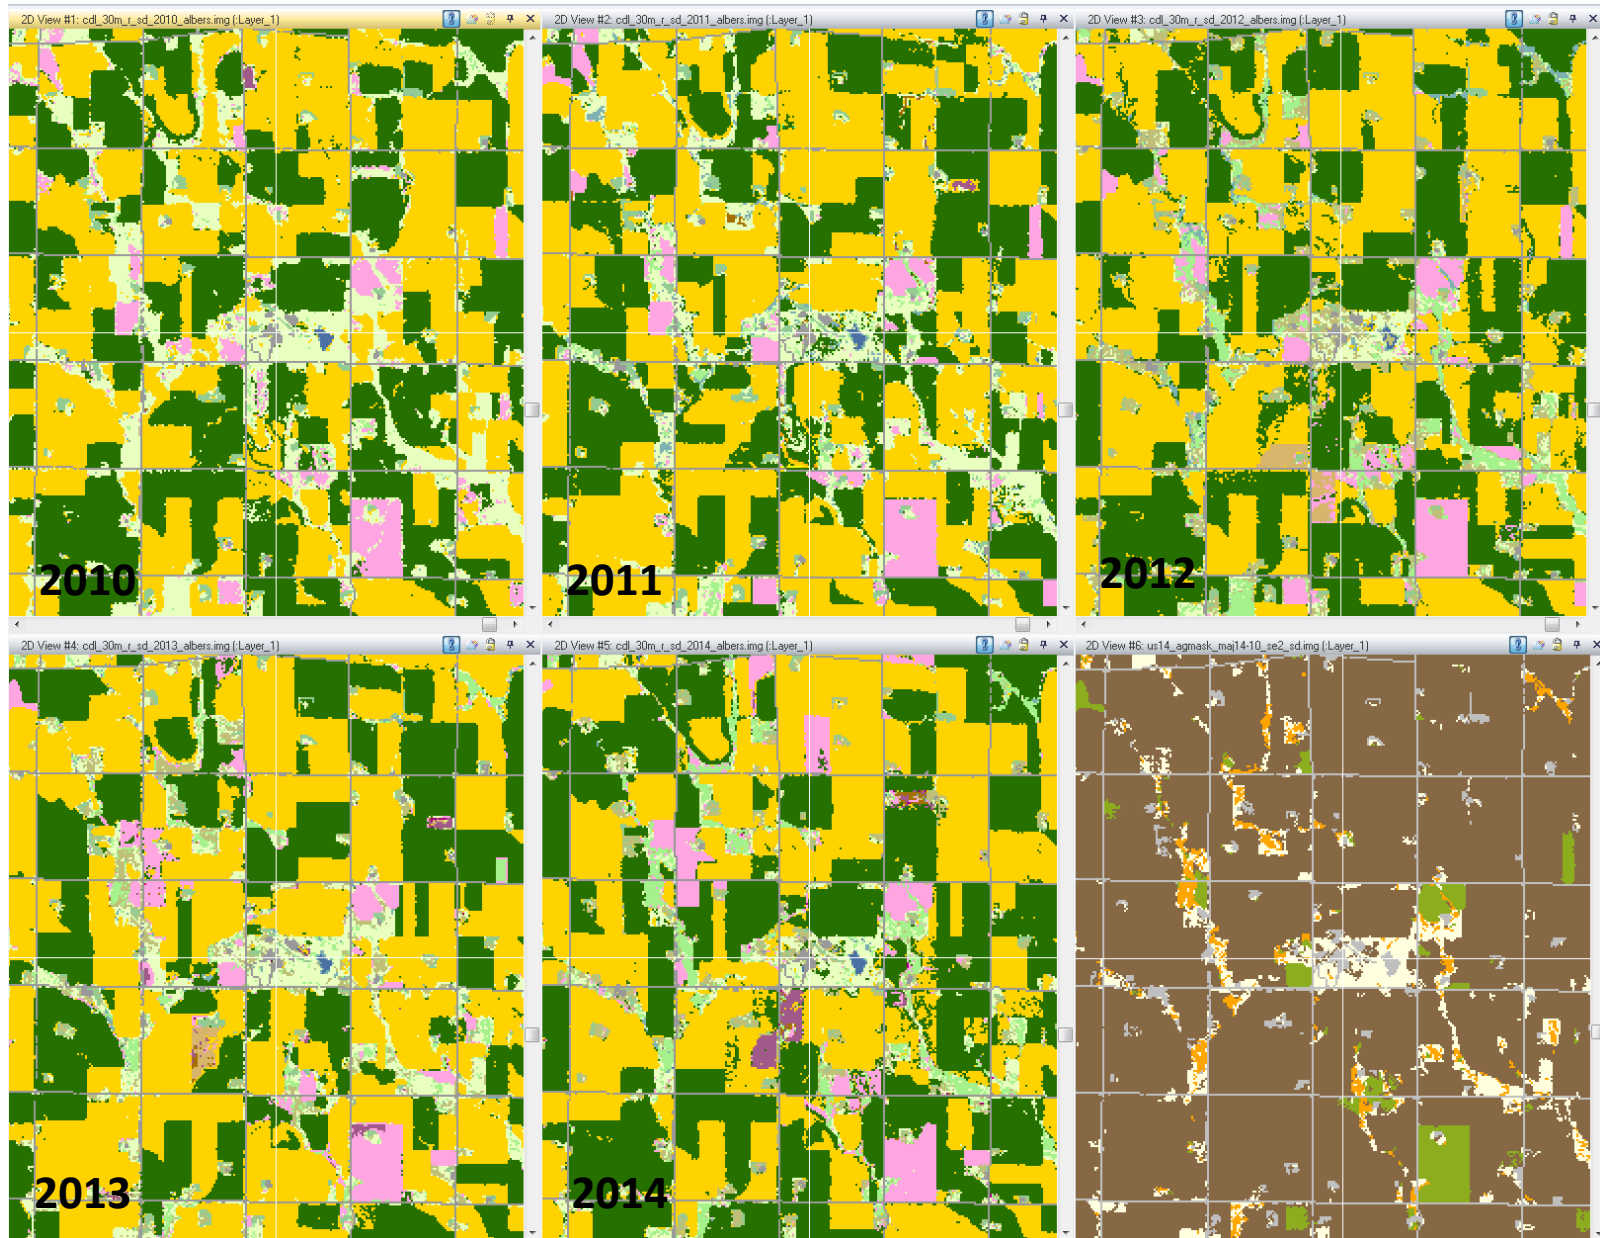 2D View #1: cdl_30m_r_sd_2010_albers.img (:Layer_1)
2D View #2: cdl_30m_r_sd_2011_albers.img (:Layer_1)
2D View #3: cdl_30m_r_sd_2012_albers.img (:Layer_1)
2010
2011
2012
2D View #4: cdl_30m_r_sd_2013_albers.img (:Layer_1)
2D View #5: cdl_30m_r_sd_2014_albers.img (:Layer_1)
2D View #6: us14_agmask_maj14-10_se2_sd.img (:Layer_1)
2013
2014